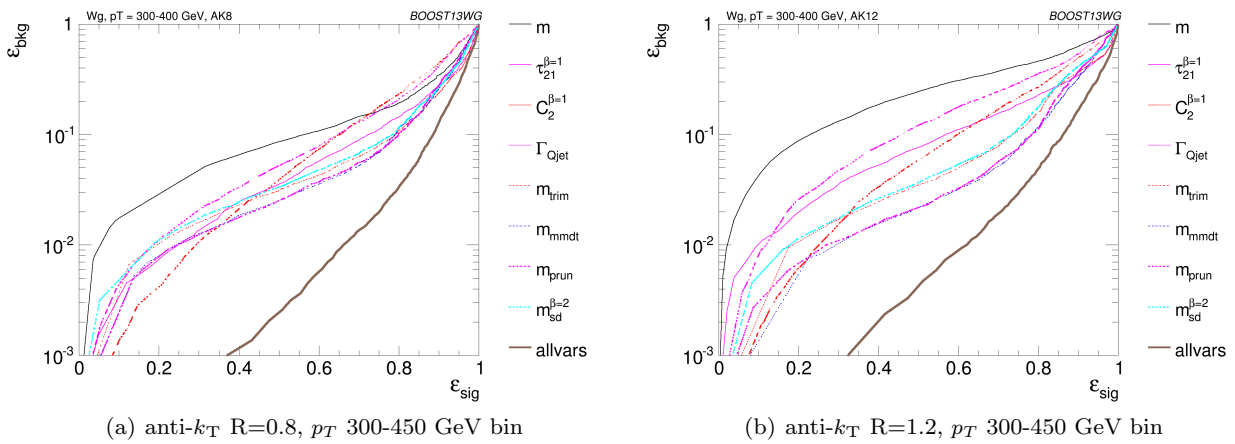 Wg, pT = 300-400 GeV, AK8 BOOST13WG
ε_bkg
1
10⁻¹
10⁻²
10⁻³
0 0.2 0.4 0.6 0.8 1
ε_sig
m
τ₂₁^β=1
C₂^β=1
Γ_Qjet
m_trim
m_mmdt
m_prun
m_sd^β=2
allvars
(a) anti-k_T R=0.8, p_T 300-450 GeV bin
Wg, pT = 300-400 GeV, AK12 BOOST13WG
ε_bkg
1
10⁻¹
10⁻²
10⁻³
0 0.2 0.4 0.6 0.8 1
ε_sig
m
τ₂₁^β=1
C₂^β=1
Γ_Qjet
m_trim
m_mmdt
m_prun
m_sd^β=2
allvars
(b) anti-k_T R=1.2, p_T 300-450 GeV bin